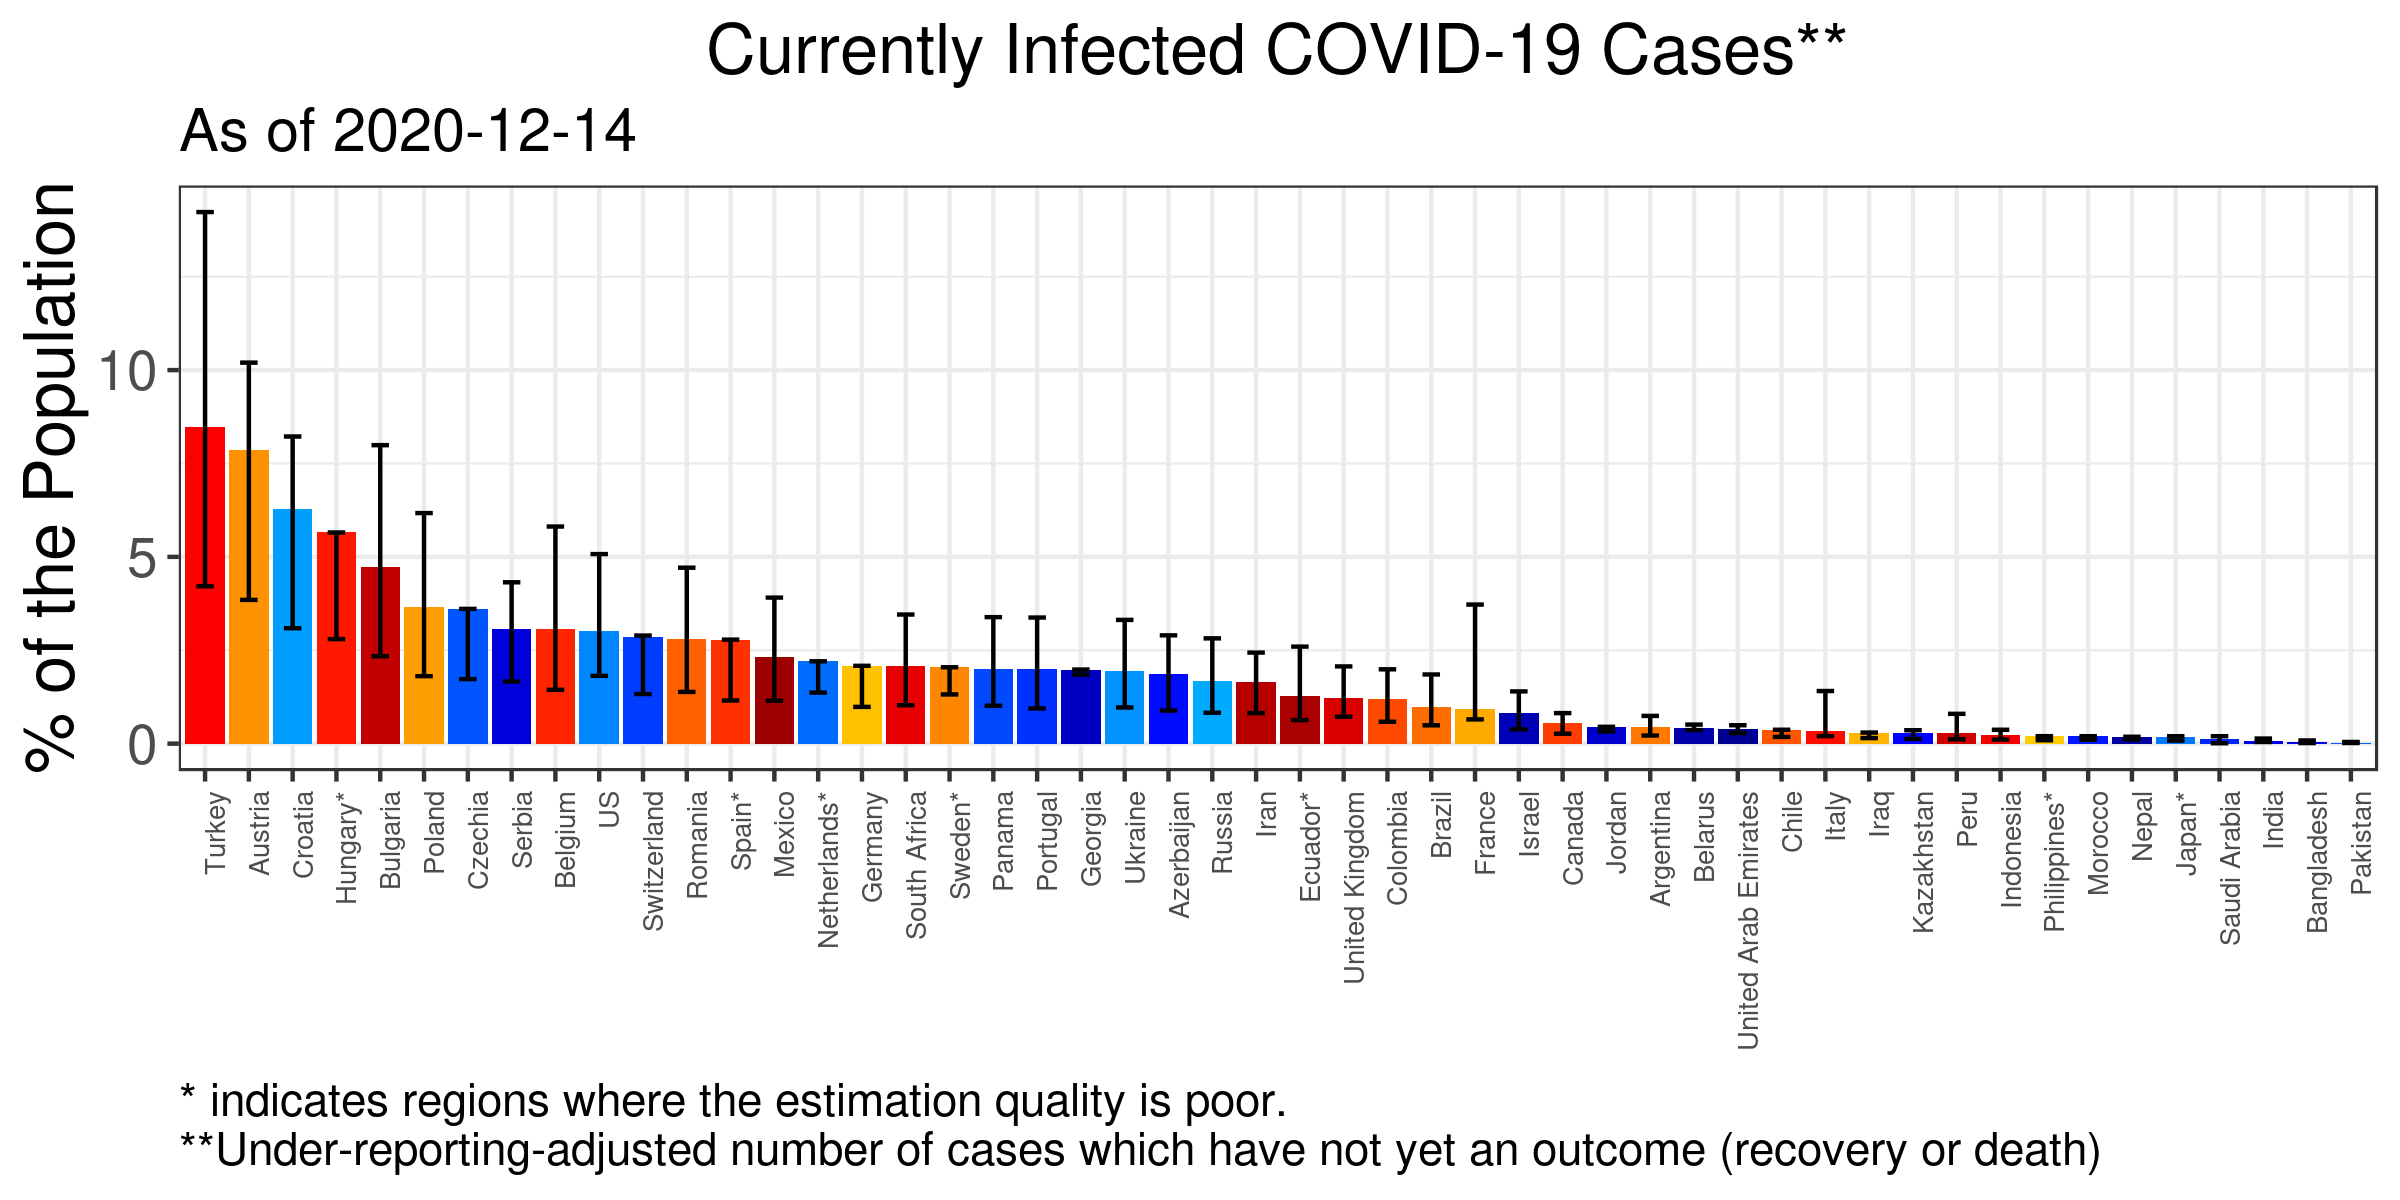 Currently Infected COVID-19 Cases**
As of 2020-12-14
% of the Population
10
5
0
Turkey
Austria
Croatia
Hungary*
Bulgaria
Poland
Czechia
Serbia
Belgium
US
Switzerland
Romania
Spain*
Mexico
Netherlands*
Germany
South Africa
Sweden*
Panama
Portugal
Georgia
Ukraine
Azerbaijan
Russia
Iran
Ecuador*
United Kingdom
Colombia
Brazil
France
Israel
Canada
Jordan
Argentina
Belarus
United Arab Emirates
Chile
Italy
Iraq
Kazakhstan
Peru
Indonesia
Philippines*
Morocco
Nepal
Japan*
Saudi Arabia
India
Bangladesh
Pakistan
* indicates regions where the estimation quality is poor.
**Under-reporting-adjusted number of cases which have not yet an outcome (recovery or death)